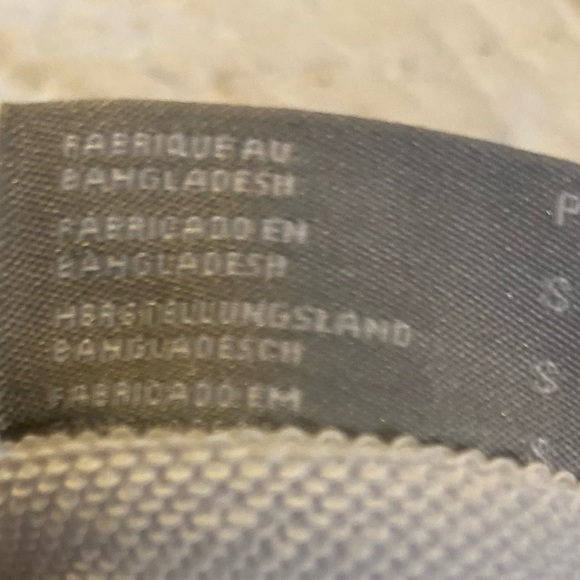 FABRIQUE AU
BANGLADESH
FABRICADO EN
BANGLADESH
HERSTELLUNGSLAND
BANGLADESCH
FABRICADO EM
P
S
S
S